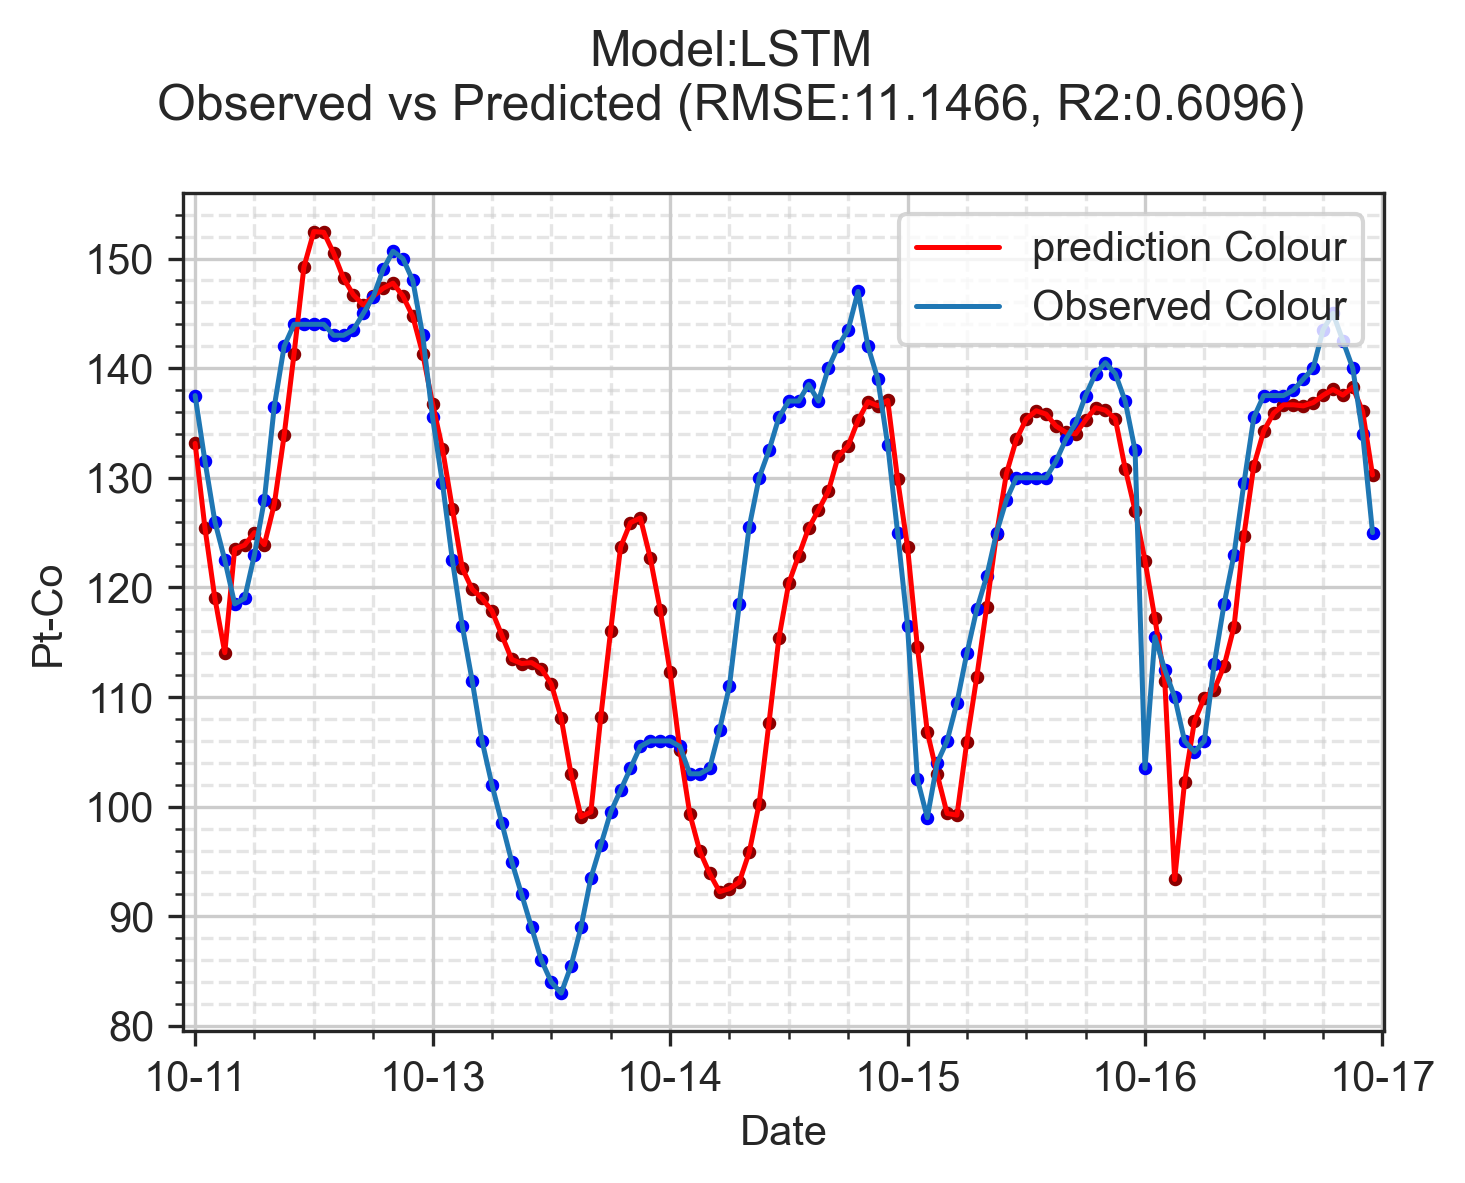 Model:LSTM
Observed vs Predicted (RMSE:11.1466, R2:0.6096)
prediction Colour
Observed Colour
150
140
130
120
110
100
90
80
Pt-Co
10-11 10-13 10-14 10-15 10-16 10-17
Date